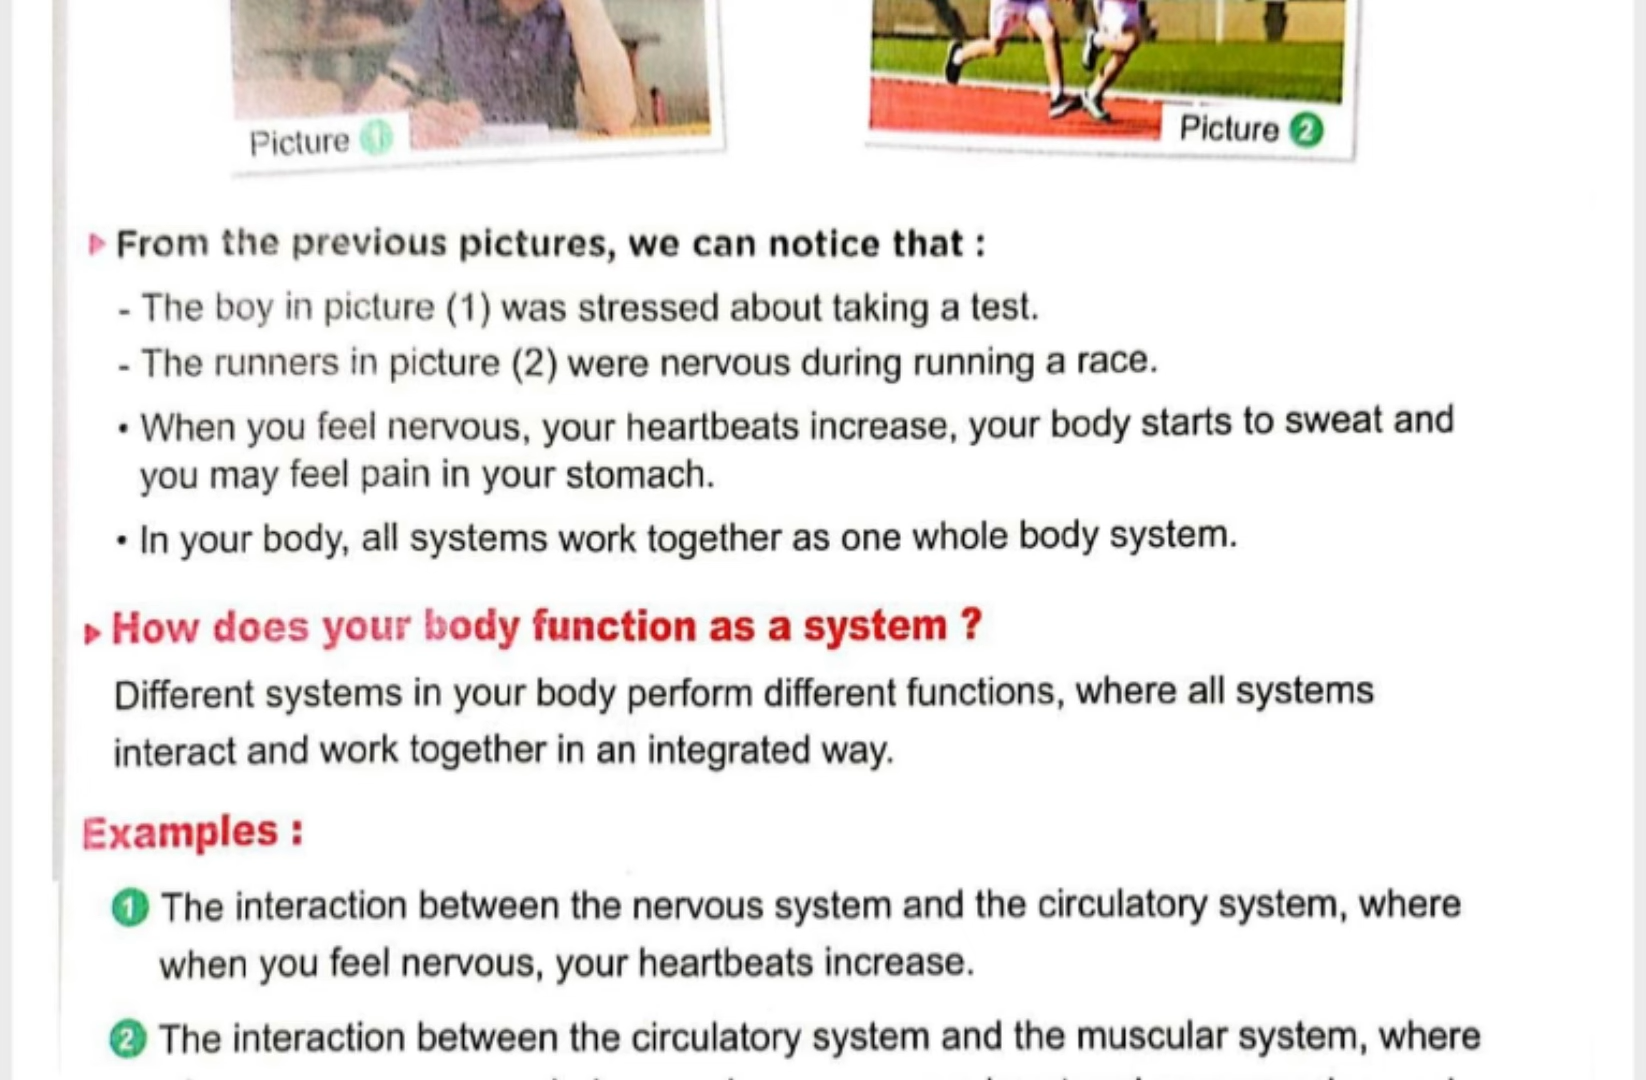 Picture 1
Picture 2
From the previous pictures, we can notice that :
- The boy in picture (1) was stressed about taking a test.
- The runners in picture (2) were nervous during running a race.
• When you feel nervous, your heartbeats increase, your body starts to sweat and
you may feel pain in your stomach.
• In your body, all systems work together as one whole body system.
How does your body function as a system ?
Different systems in your body perform different functions, where all systems
interact and work together in an integrated way.
Examples :
1 The interaction between the nervous system and the circulatory system, where
when you feel nervous, your heartbeats increase.
2 The interaction between the circulatory system and the muscular system, where